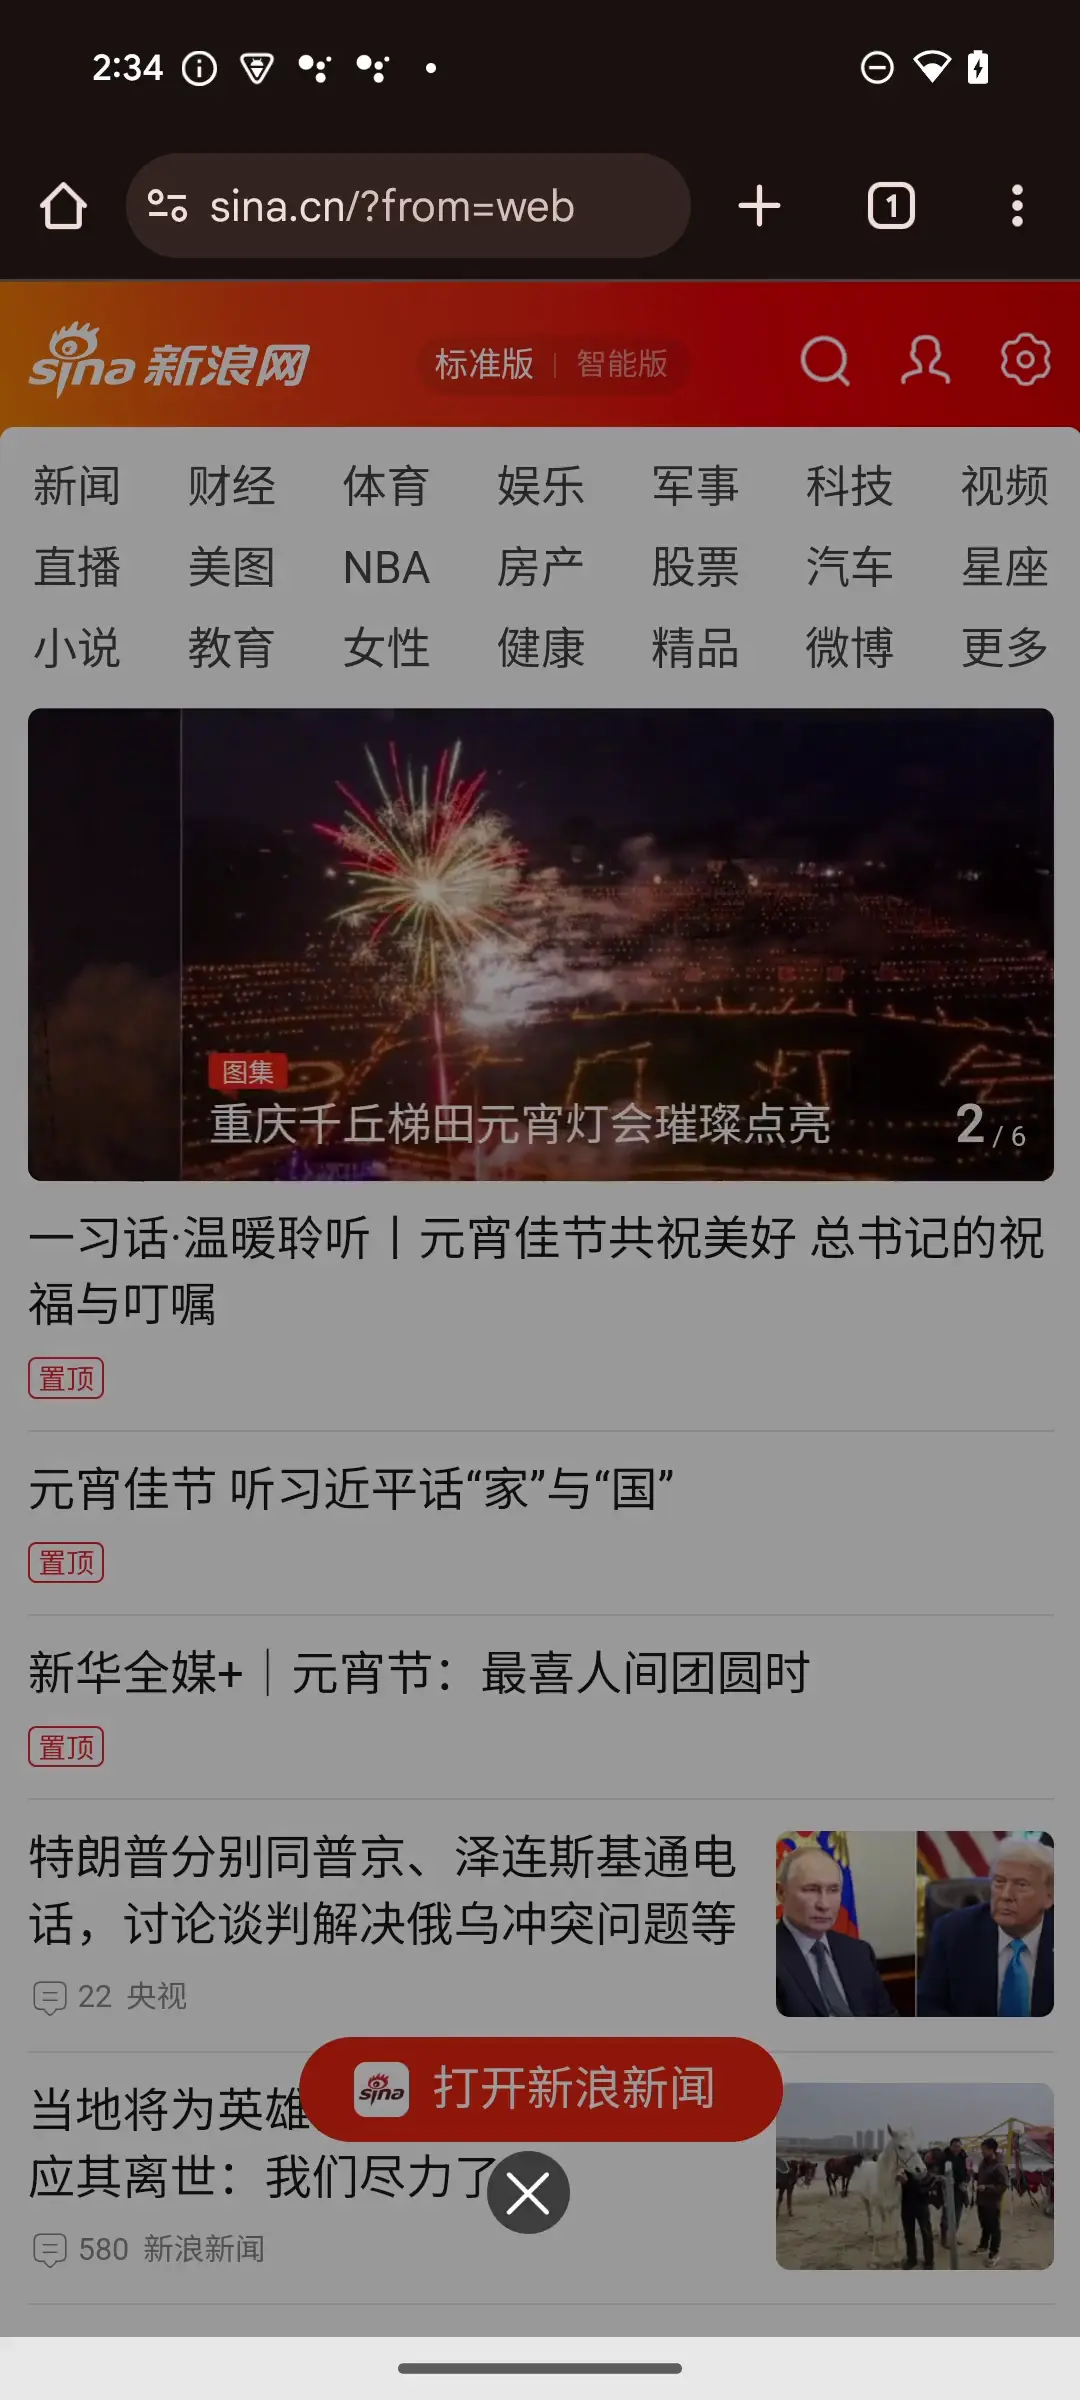 2:34
sina.cn/?from=web
1
sina 新浪网
标准版 | 智能版
新闻 财经 体育 娱乐 军事 科技 视频
直播 美图 NBA 房产 股票 汽车 星座
小说 教育 女性 健康 精品 微博 更多
图集
重庆千丘梯田元宵灯会璀璨点亮
2 / 6
一习话·温暖聆听丨元宵佳节共祝美好 总书记的祝
福与叮嘱
置顶
元宵佳节 听习近平话“家”与“国”
置顶
新华全媒+｜元宵节：最喜人间团圆时
置顶
特朗普分别同普京、泽连斯基通电
话，讨论谈判解决俄乌冲突问题等
22 央视
sina 打开新浪新闻
当地将为英雄
应其离世：我们尽力了
580 新浪新闻